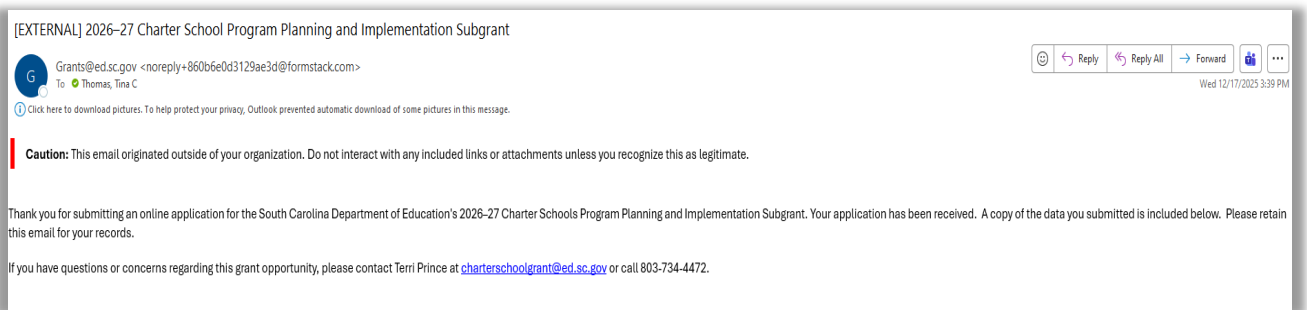 [EXTERNAL] 2026–27 Charter School Program Planning and Implementation Subgrant
G
Grants@ed.sc.gov <noreply+860b6e0d3129ae3d@formstack.com>
To Thomas, Tina C
Reply
Reply All
Forward
Wed 12/17/2025 3:39 PM
Click here to download pictures. To help protect your privacy, Outlook prevented automatic download of some pictures in this message.
Caution: This email originated outside of your organization. Do not interact with any included links or attachments unless you recognize this as legitimate.
Thank you for submitting an online application for the South Carolina Department of Education's 2026–27 Charter Schools Program Planning and Implementation Subgrant. Your application has been received. A copy of the data you submitted is included below. Please retain
this email for your records.
If you have questions or concerns regarding this grant opportunity, please contact Terri Prince at charterschoolgrant@ed.sc.gov or call 803-734-4472.